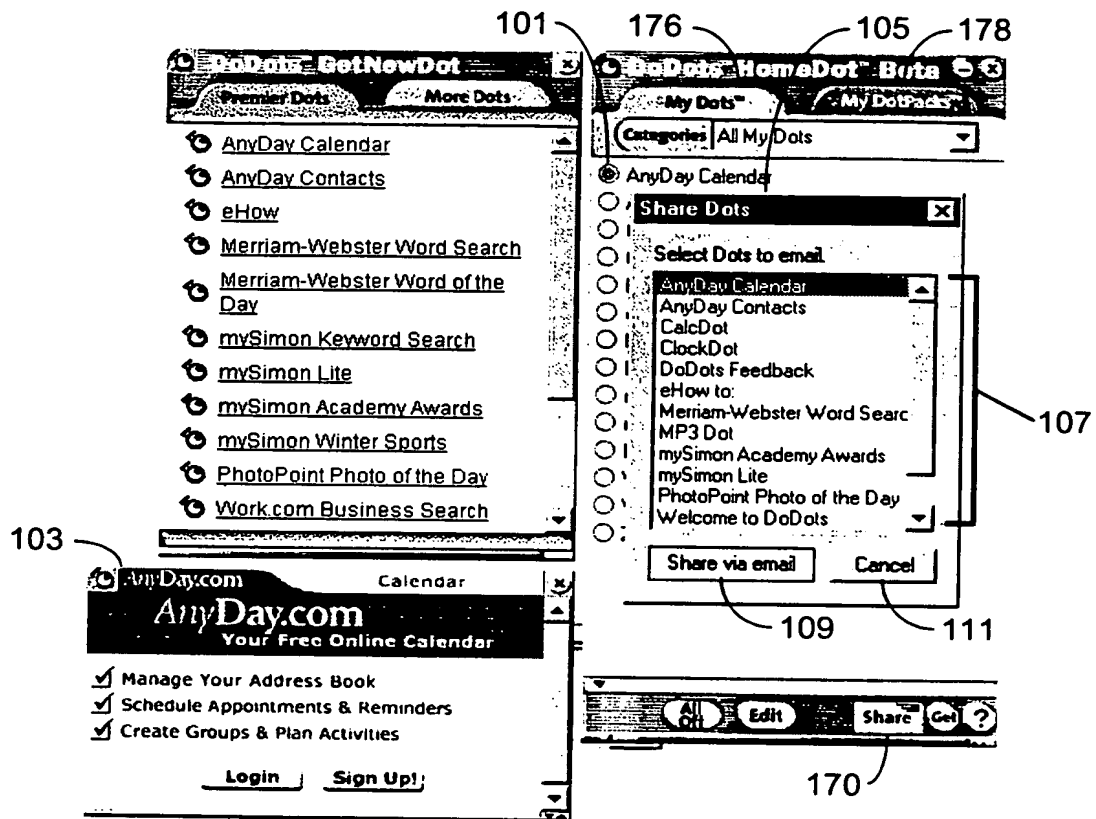 101
176
105
178
DoDots™ GetNewDot
Premier Dots
More Dots
AnyDay Calendar
AnyDay Contacts
eHow
Merriam-Webster Word Search
Merriam-Webster Word of the
Day
mySimon Keyword Search
mySimon Lite
mySimon Academy Awards
mySimon Winter Sports
PhotoPoint Photo of the Day
Work.com Business Search
DoDots™ HomeDot™ Beta
My Dots™
My DotPacks
Categories
All My Dots
AnyDay Calendar
Share Dots
Select Dots to email.
AnyDay Calendar
AnyDay Contacts
CalcDot
ClockDot
DoDots Feedback
eHow to:
Merriam-Webster Word Searc
MP3 Dot
mySimon Academy Awards
mySimon Lite
PhotoPoint Photo of the Day
Welcome to DoDots
107
Share via email
Cancel
109
111
103
AnyDay.com
Calendar
AnyDay.com
Your Free Online Calendar
Manage Your Address Book
Schedule Appointments & Reminders
Create Groups & Plan Activities
Login
Sign Up!
All
Off
Edit
Share
Get
?
170